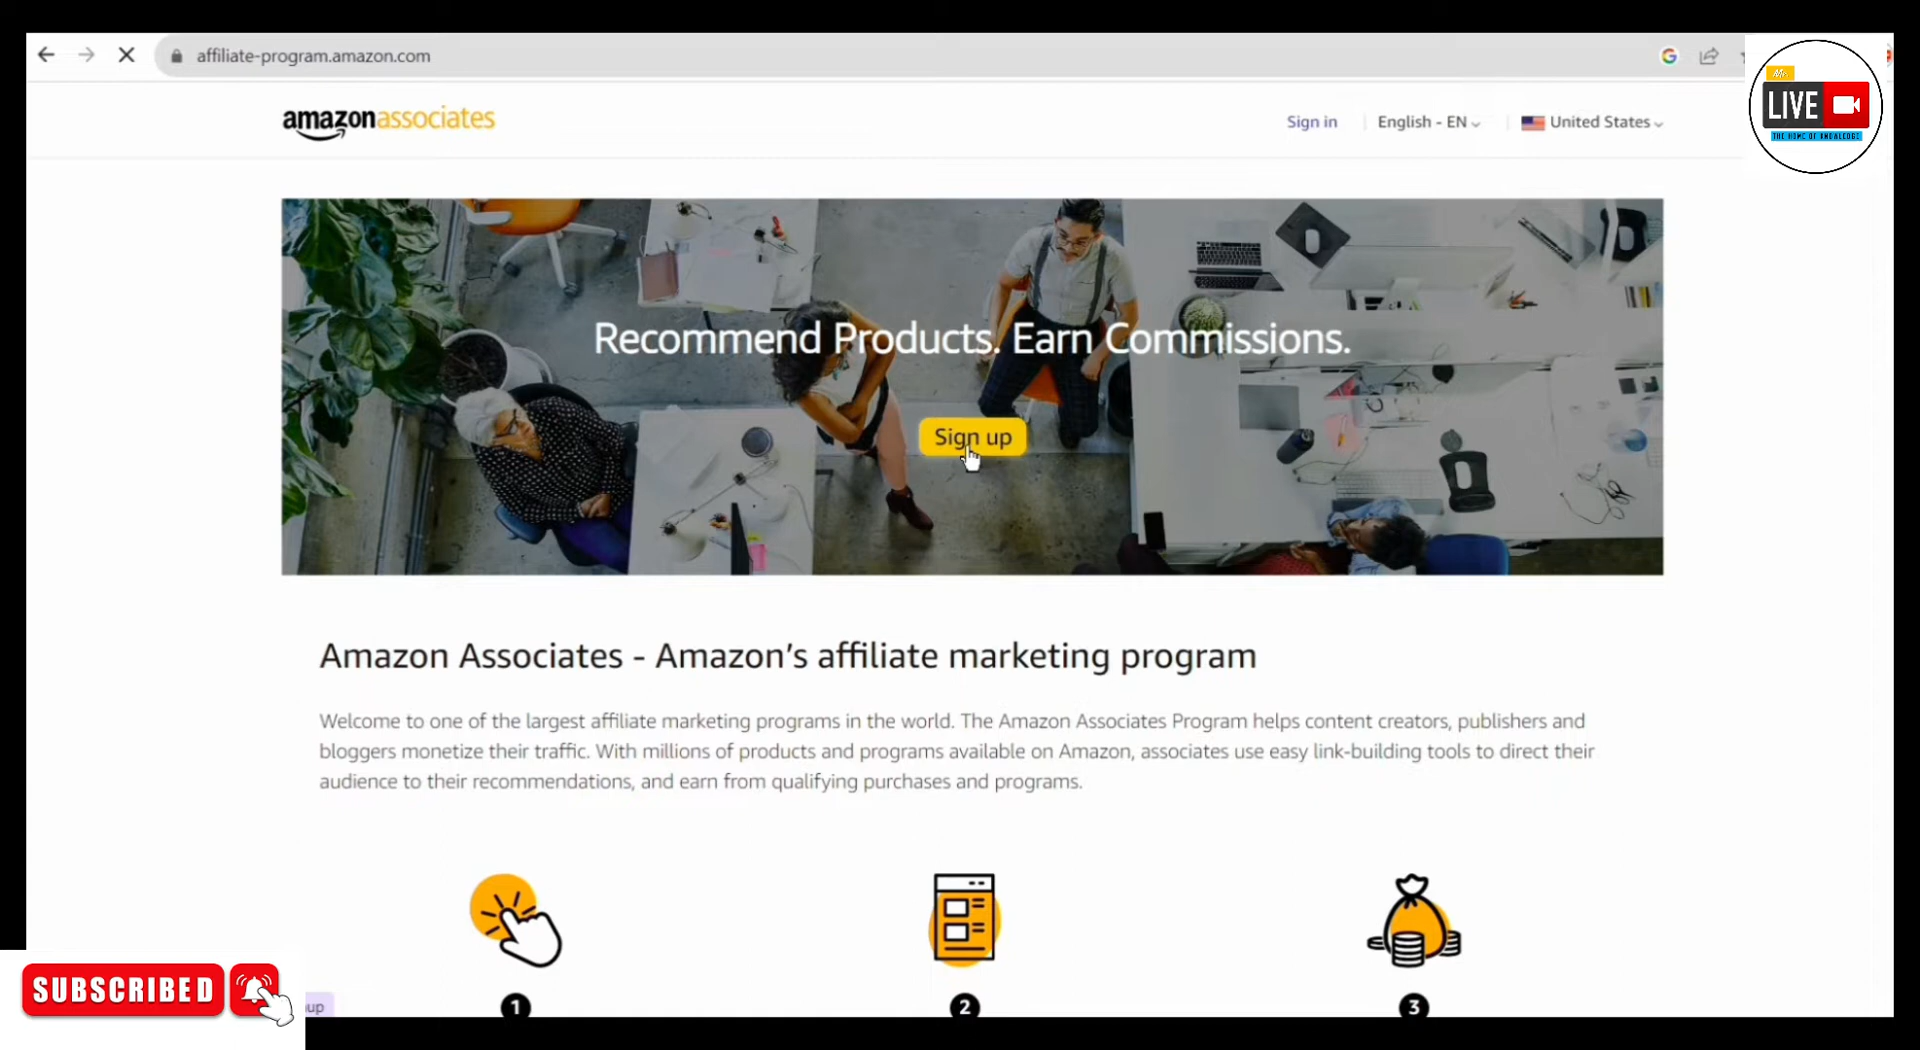 affiliate-program.amazon.com
LIVE
THE HOME OF KNOWLEDGE
amazonassociates
Sign in
English - EN
United States
Recommend Products. Earn Commissions.
Sign up
Amazon Associates - Amazon’s affiliate marketing program
Welcome to one of the largest affiliate marketing programs in the world. The Amazon Associates Program helps content creators, publishers and
bloggers monetize their traffic. With millions of products and programs available on Amazon, associates use easy link-building tools to direct their
audience to their recommendations, and earn from qualifying purchases and programs.
SUBSCRIBED
1
2
3